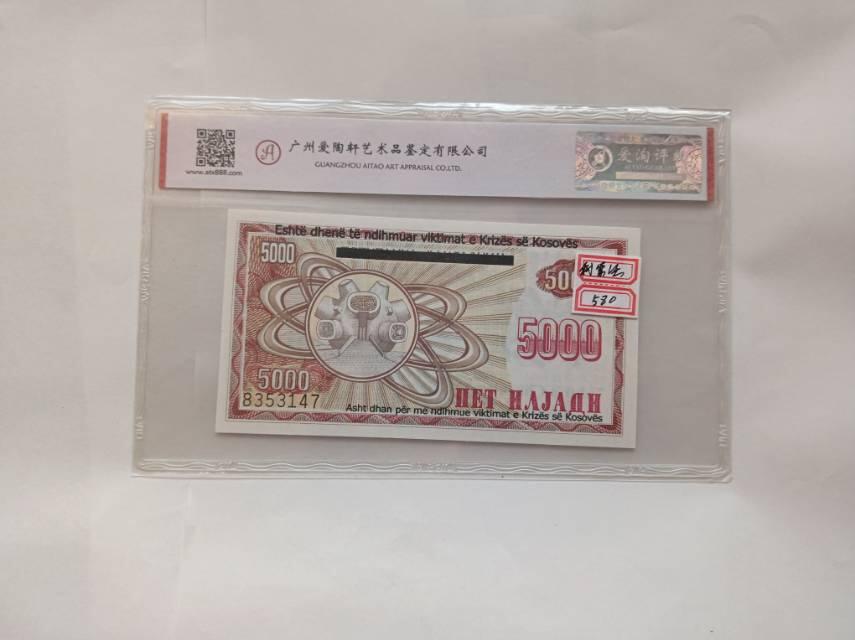 广州爱陶轩艺术品鉴定有限公司
GUANGZHOU AITAO ART APPRAISAL CO.LTD.
www.atx888.com
爱淘评
Eshtë dhenë të ndihmuar viktimat e Krizës së Kosovës
5000
500
530
5000
5000
8353147
ПЕТ ИЛЈАДИ
Asht dhan për me ndihmue viktimat e Krizës së Kosovës